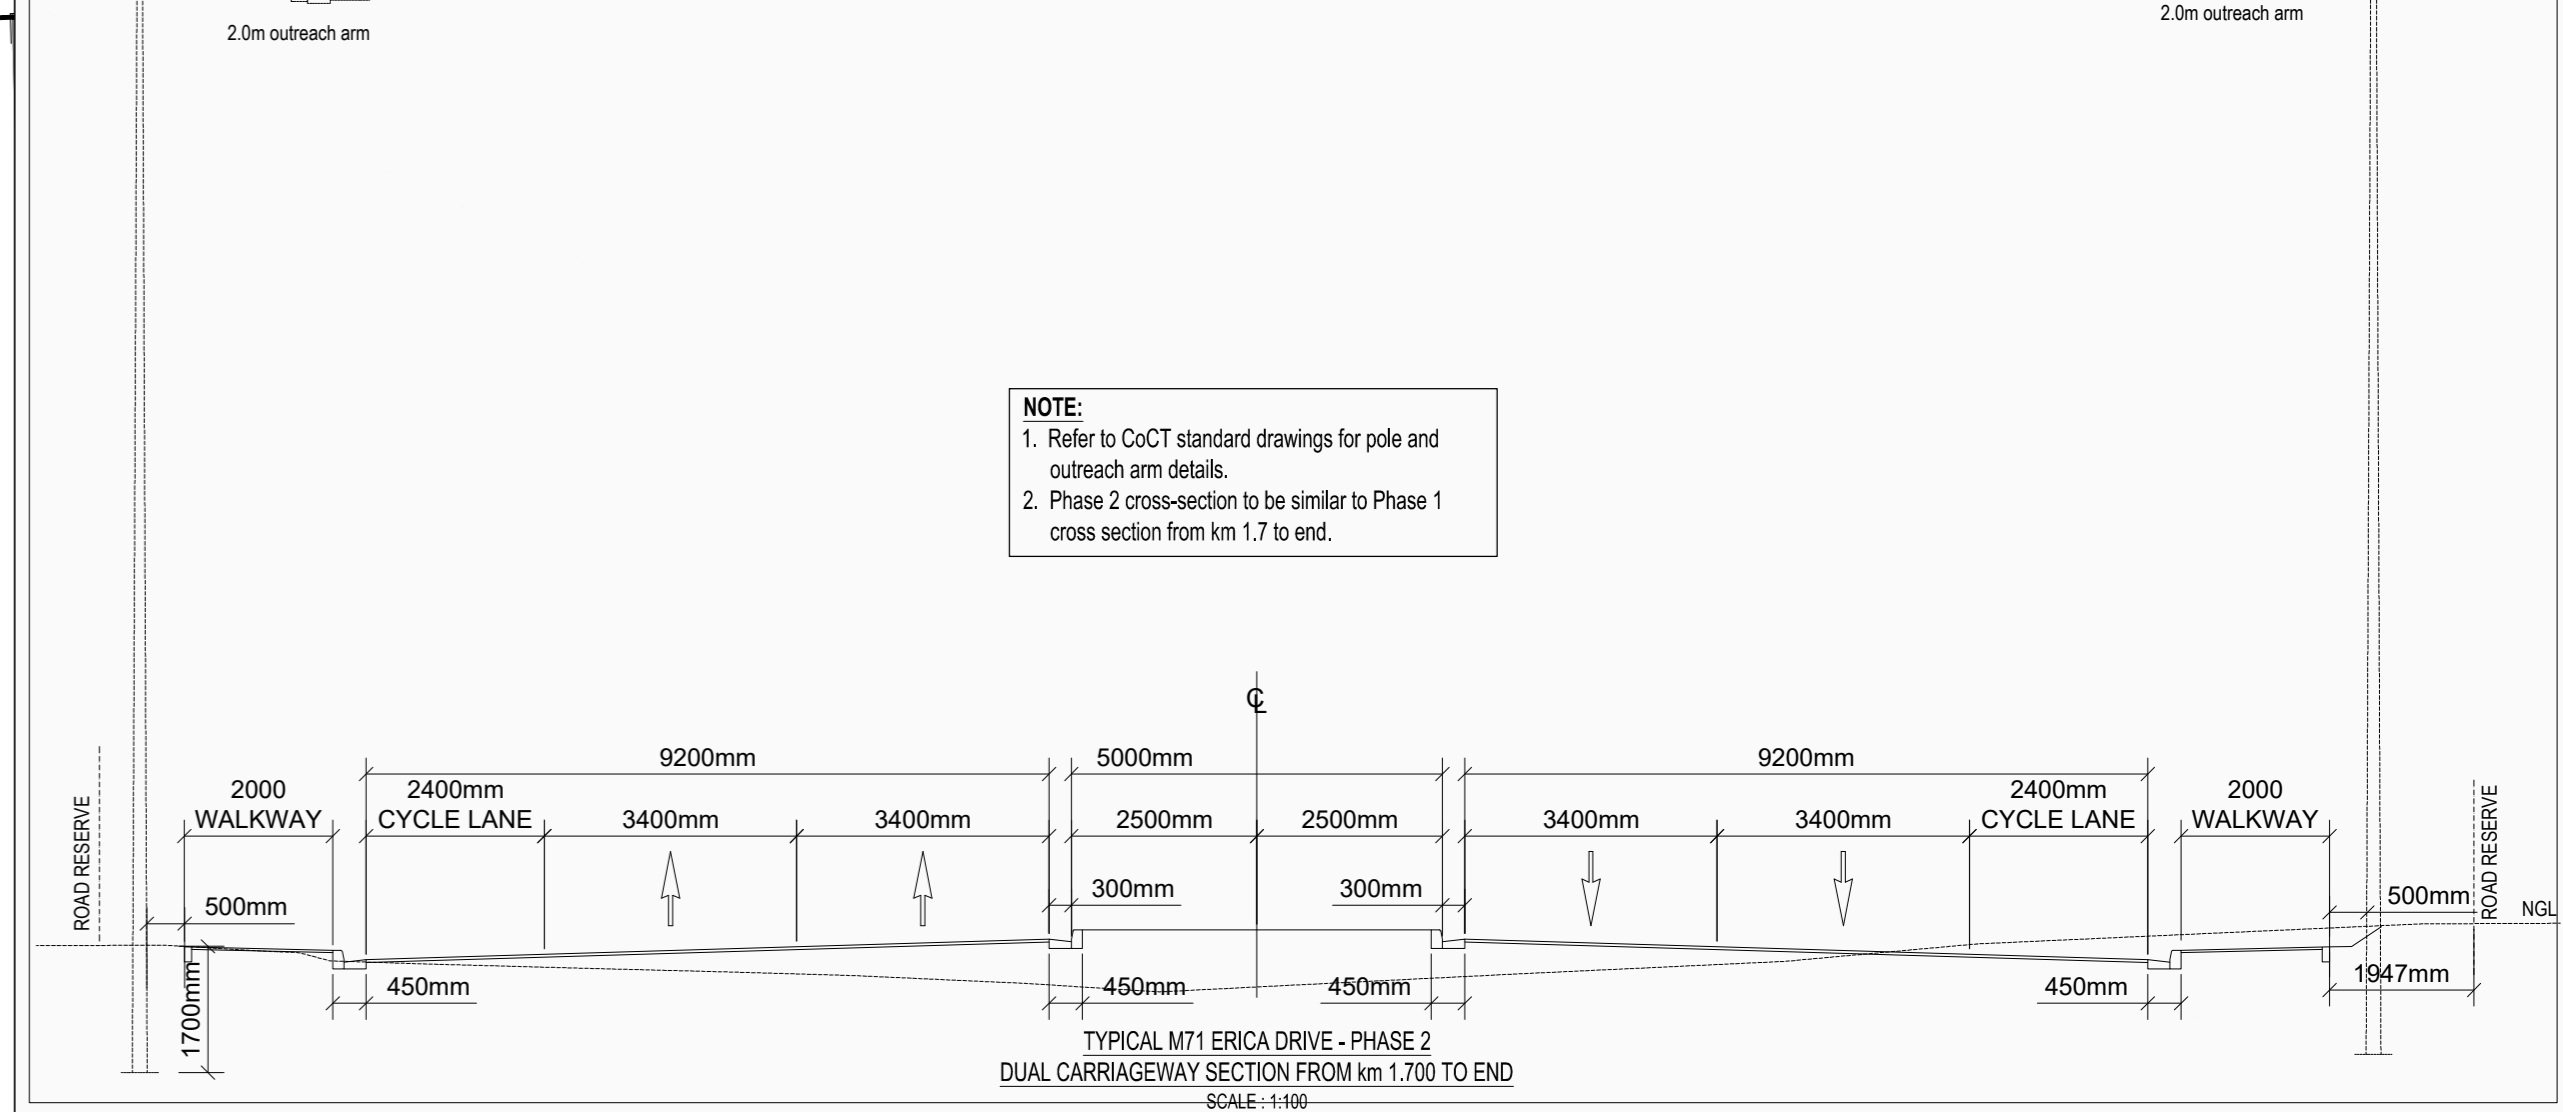 2.0m outreach arm
2.0m outreach arm
NOTE:
1. Refer to CoCT standard drawings for pole and
outreach arm details.
2. Phase 2 cross-section to be similar to Phase 1
cross section from km 1.7 to end.
℄
9200mm
5000mm
9200mm
2000
WALKWAY
2400mm
CYCLE LANE
3400mm
3400mm
2500mm
2500mm
3400mm
3400mm
2400mm
CYCLE LANE
2000
WALKWAY
ROAD RESERVE
ROAD RESERVE
500mm
300mm
300mm
500mm
NGL
1700mm
450mm
450mm
450mm
450mm
1947mm
TYPICAL M71 ERICA DRIVE - PHASE 2
DUAL CARRIAGEWAY SECTION FROM km 1.700 TO END
SCALE : 1:100